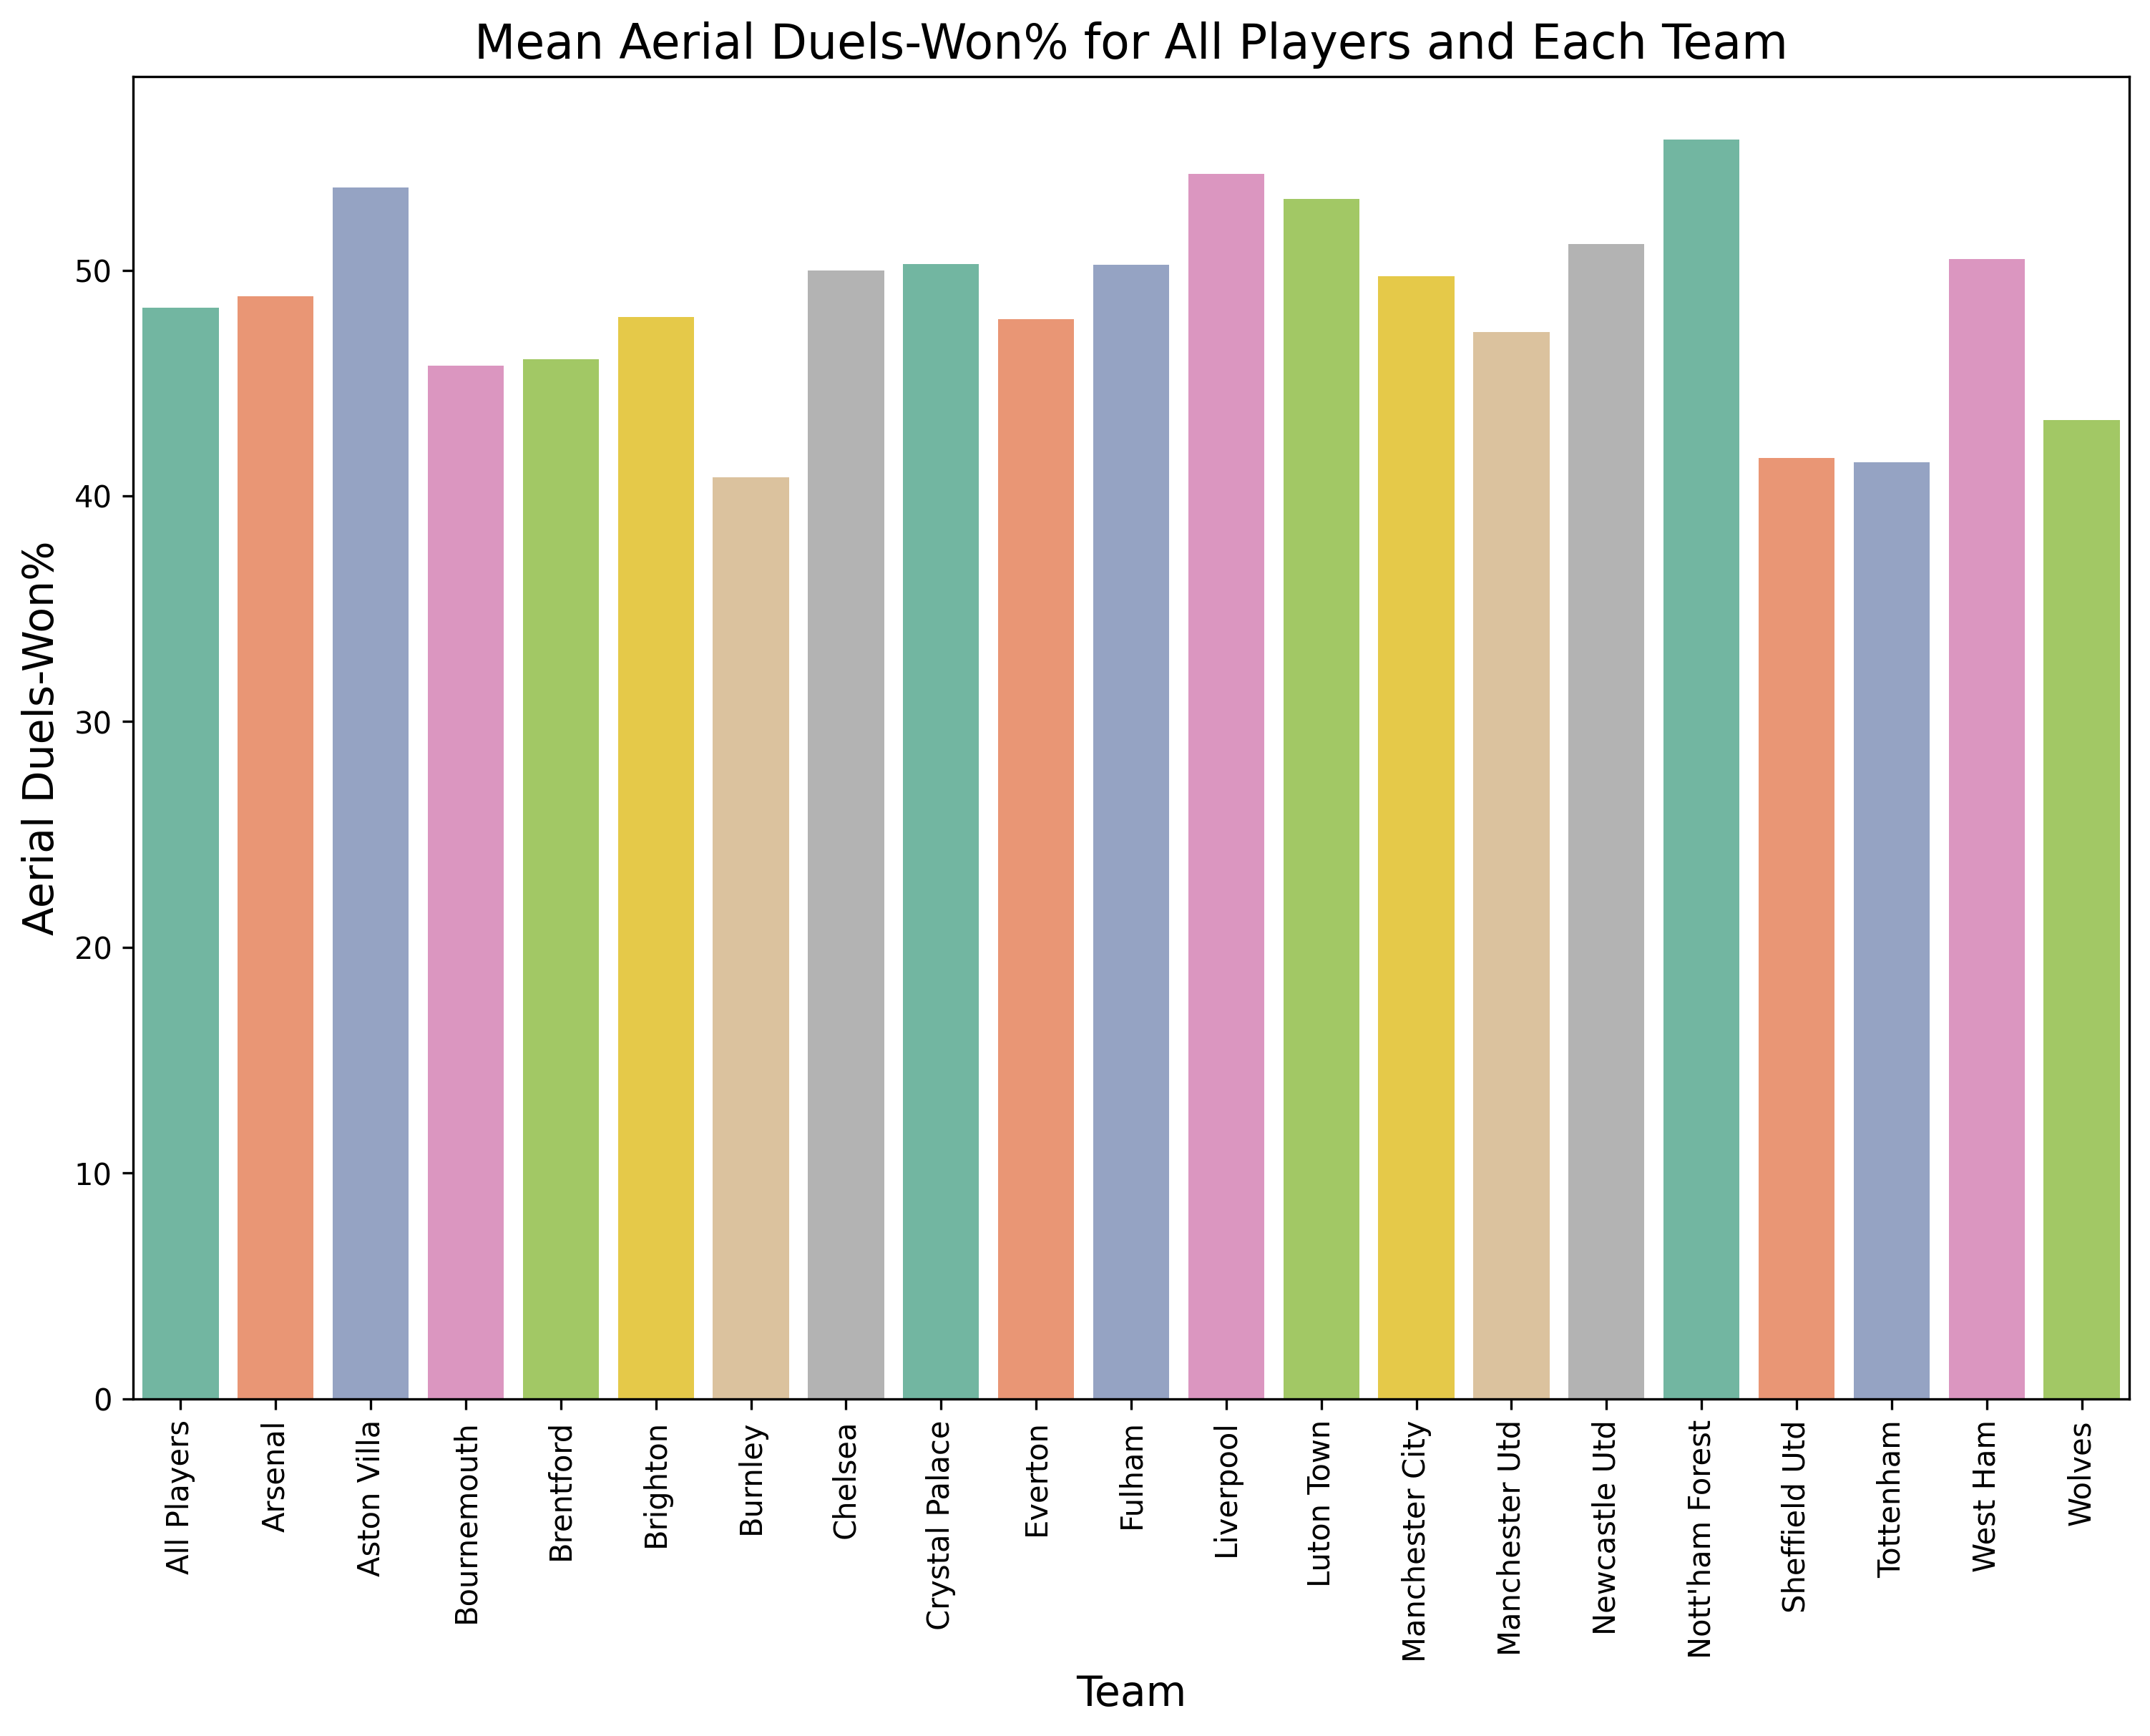 Mean Aerial Duels-Won% for All Players and Each Team
Aerial Duels-Won%
50
40
30
20
10
0
All Players
Arsenal
Aston Villa
Bournemouth
Brentford
Brighton
Burnley
Chelsea
Crystal Palace
Everton
Fulham
Liverpool
Luton Town
Manchester City
Manchester Utd
Newcastle Utd
Nott'ham Forest
Sheffield Utd
Tottenham
West Ham
Wolves
Team